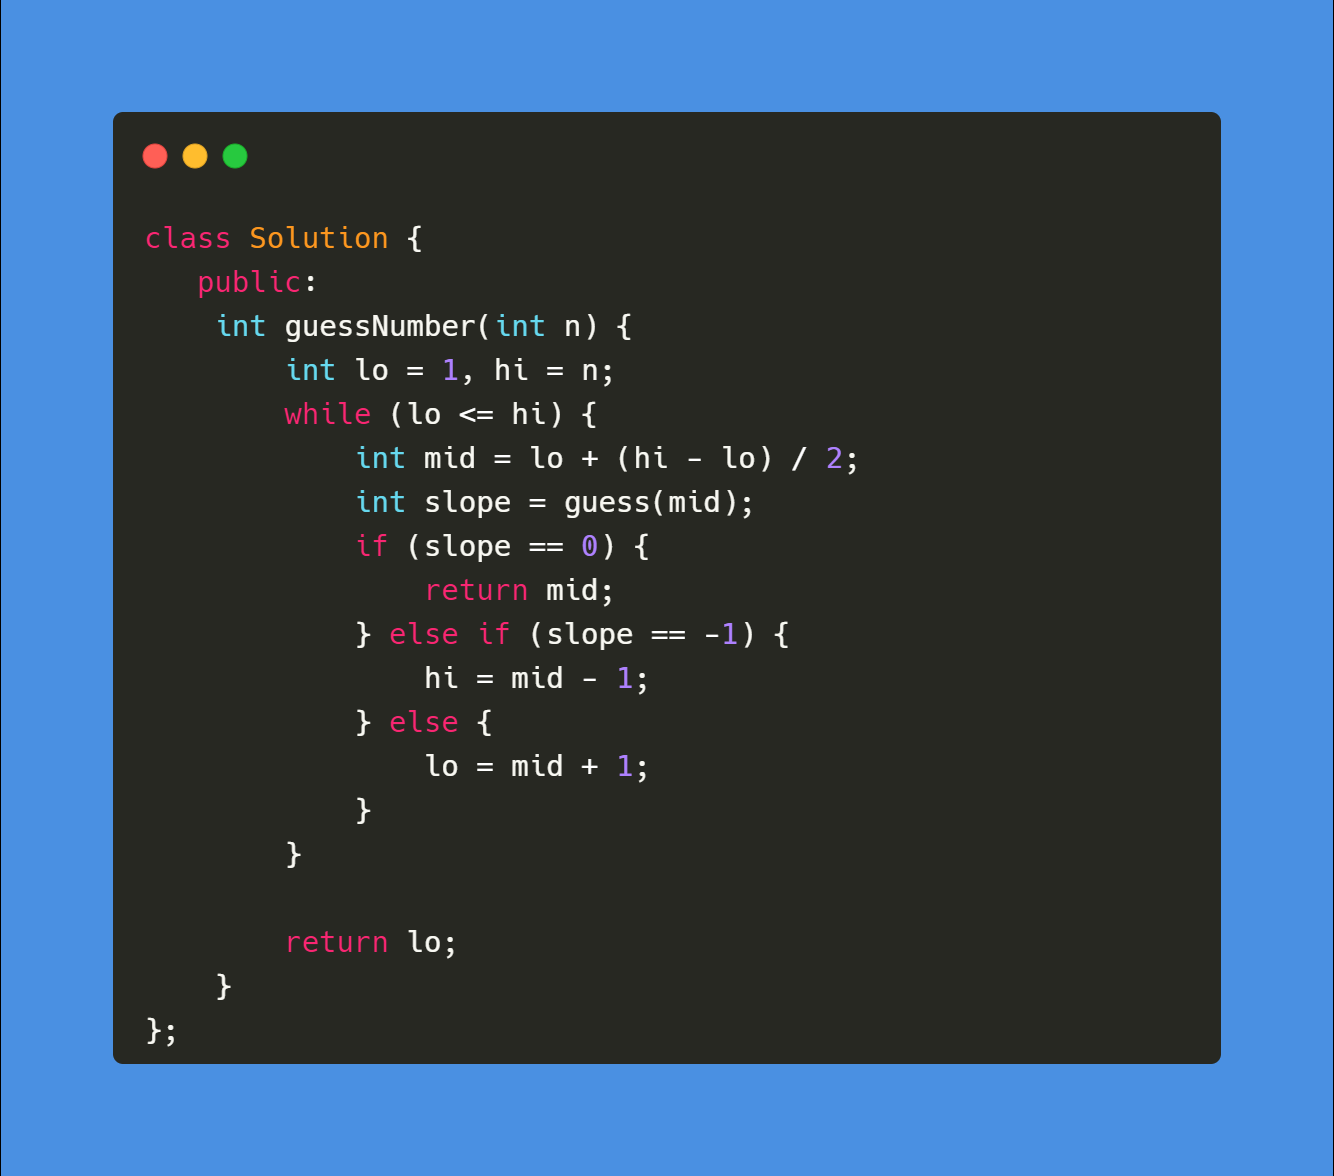 class Solution {
   public:
    int guessNumber(int n) {
        int lo = 1, hi = n;
        while (lo <= hi) {
            int mid = lo + (hi - lo) / 2;
            int slope = guess(mid);
            if (slope == 0) {
                return mid;
            } else if (slope == -1) {
                hi = mid - 1;
            } else {
                lo = mid + 1;
            }
        }

        return lo;
    }
};